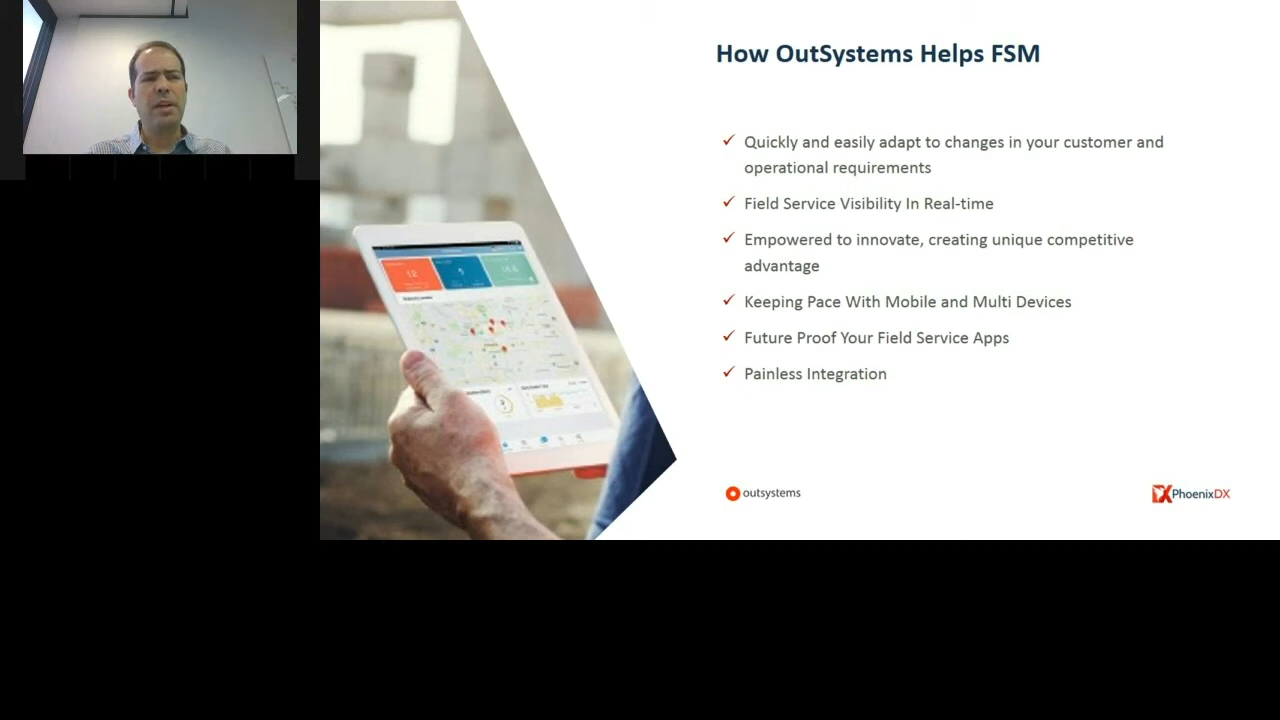 How OutSystems Helps FSM
✓ Quickly and easily adapt to changes in your customer and
operational requirements
✓ Field Service Visibility In Real-time
✓ Empowered to innovate, creating unique competitive
advantage
✓ Keeping Pace With Mobile and Multi Devices
✓ Future Proof Your Field Service Apps
✓ Painless Integration
12
outsystems
PhoenixDX